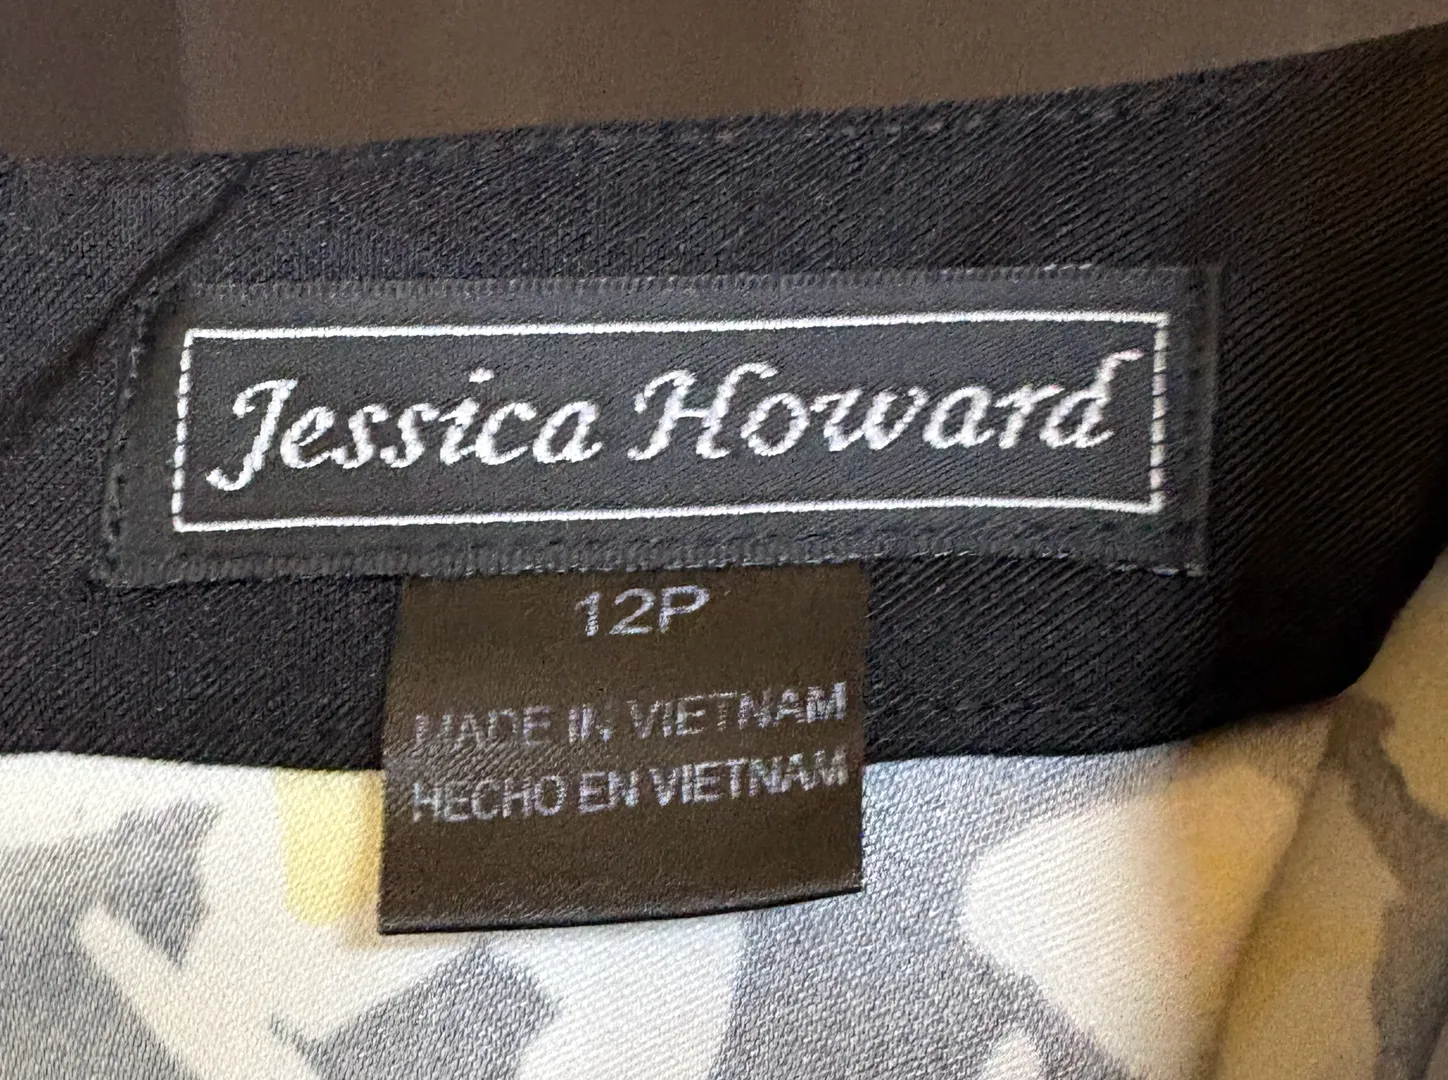 Jessica Howard
12P
MADE IN VIETNAM
HECHO EN VIETNAM